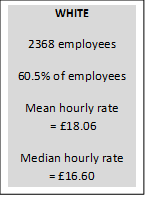 WHITE
2368 employees
60.5% of employees
Mean hourly rate
= £18.06
Median hourly rate
= £16.60